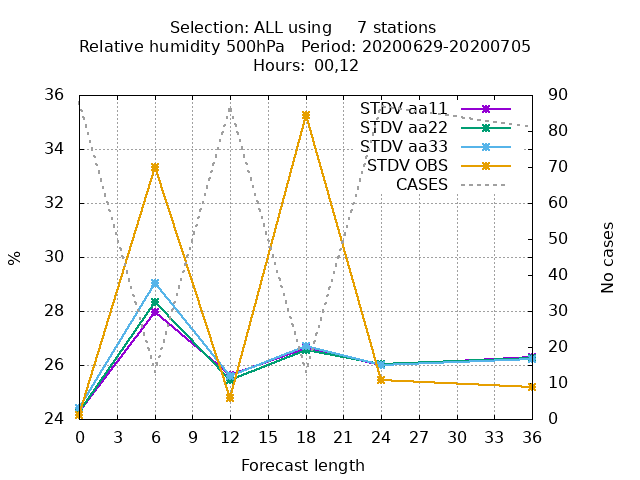 Selection: ALL using     7 stations
Relative humidity 500hPa   Period: 20200629-20200705
Hours:  00,12
36
34
32
30
28
26
24
%
90
80
70
60
50
40
30
20
10
0
No cases
STDV aa11
STDV aa22
STDV aa33
STDV OBS
CASES
0 3 6 9 12 15 18 21 24 27 30 33 36
Forecast length